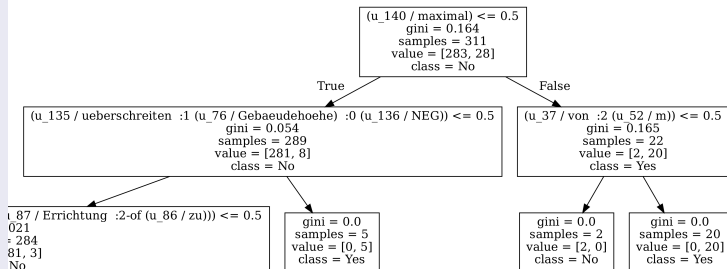 (u_140 / maximal) <= 0.5
gini = 0.164
samples = 311
value = [283, 28]
class = No
True
False
(u_135 / ueberschreiten  :1 (u_76 / Gebaeudehoehe)  :0 (u_136 / NEG)) <= 0.5
gini = 0.054
samples = 289
value = [281, 8]
class = No
(u_37 / von  :2 (u_52 / m)) <= 0.5
gini = 0.165
samples = 22
value = [2, 20]
class = Yes
u_87 / Errichtung  :2-of (u_86 / zu))) <= 0.5
021
= 284
81, 3]
No
gini = 0.0
samples = 5
value = [0, 5]
class = Yes
gini = 0.0
samples = 2
value = [2, 0]
class = No
gini = 0.0
samples = 20
value = [0, 20]
class = Yes